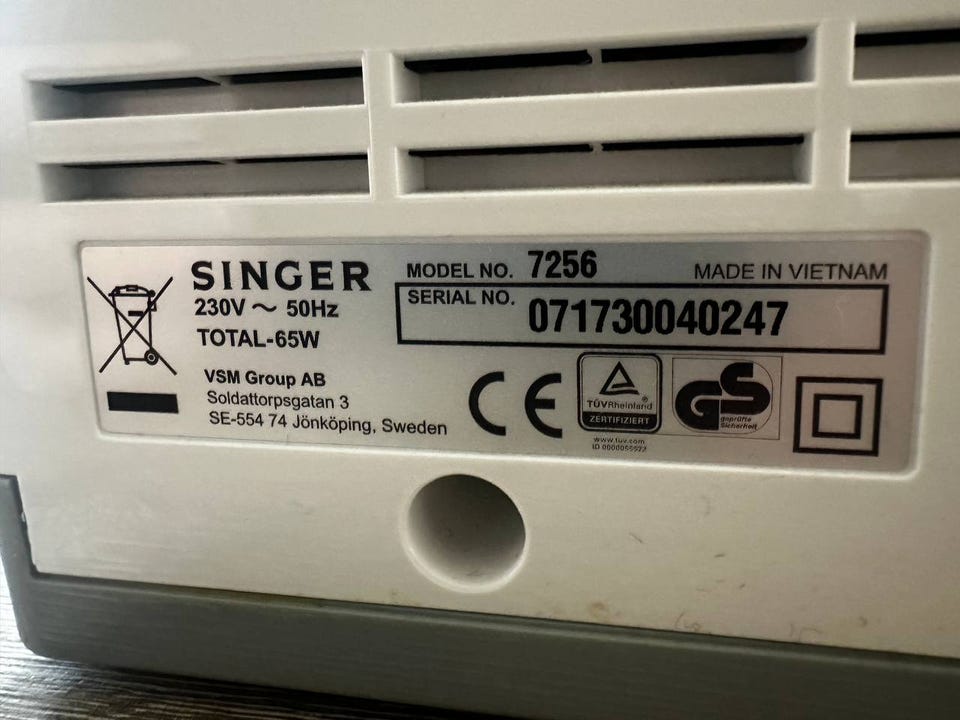 SINGER
230V ~ 50Hz
TOTAL-65W
MODEL NO. 7256
MADE IN VIETNAM
SERIAL NO. 071730040247
VSM Group AB
Soldattorpsgatan 3
SE-554 74 Jönköping, Sweden
CE
TÜVRheinland ®
ZERTIFIZIERT
www.tuv.com
GS
geprüfte
Sicherheit